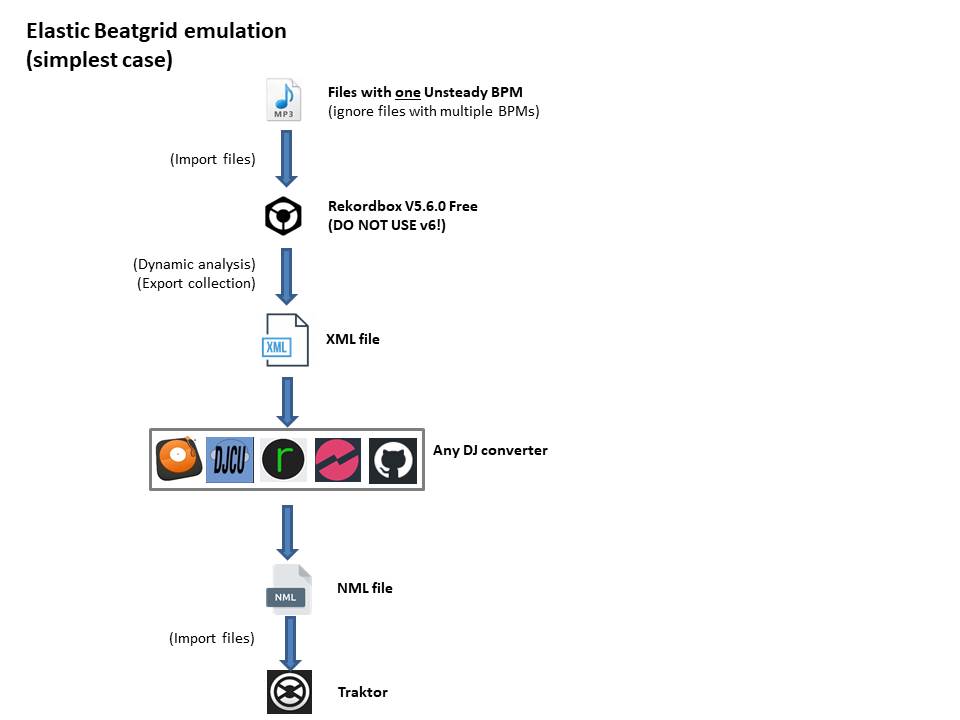 Elastic Beatgrid emulation
(simplest case)
MP3
Files with one Unsteady BPM
(ignore files with multiple BPMs)
(Import files)
Rekordbox V5.6.0 Free
(DO NOT USE v6!)
(Dynamic analysis)
(Export collection)
XML
XML file
DJCU
r
Any DJ converter
NML
NML file
(Import files)
Traktor